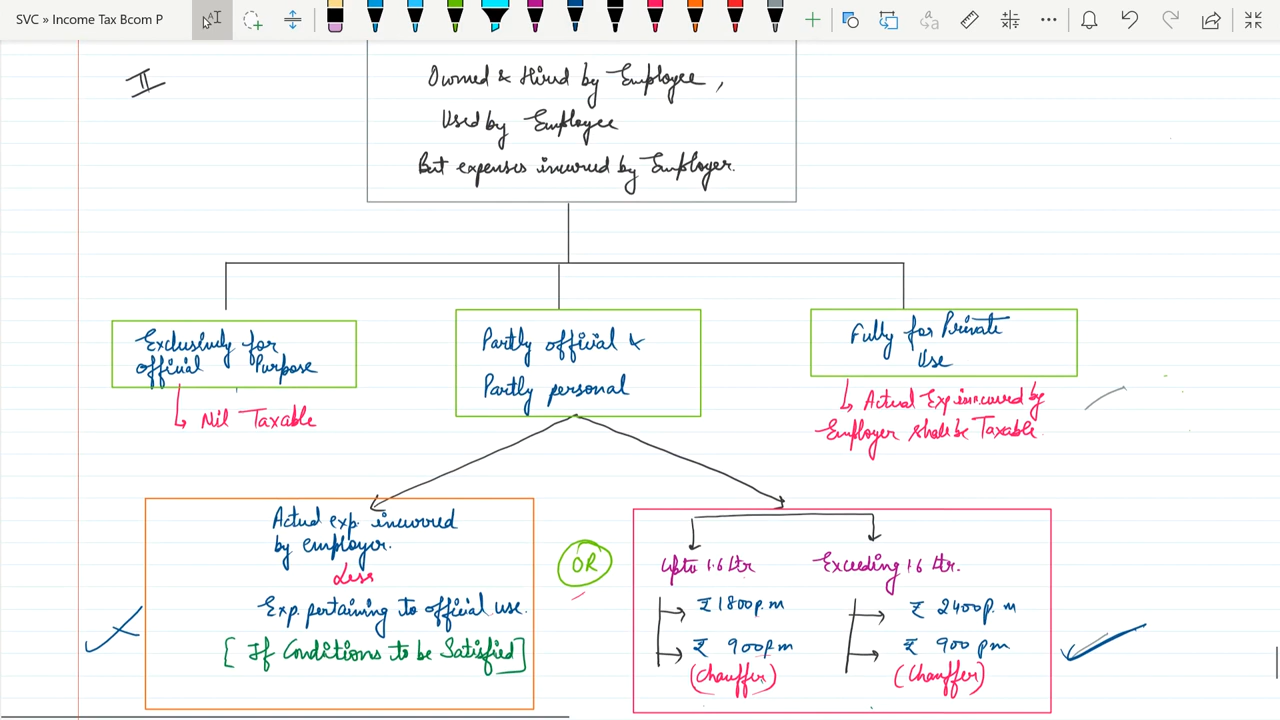 SVC » Income Tax Bcom P
II
Owned & Hired by Employee,
Used by Employee
But expenses incurred by Employer.
Exclusively for
official Purpose
Nil Taxable
Partly official &
Partly personal
Fully for Private
Use
Actual Exp incurred by
Employer shall be Taxable
Actual exp. incurred
by employer.
Less
Exp. pertaining to official use.
[If Conditions to be Satisfied]
OR
Upto 1.6 Ltr
₹ 1800 p.m
₹ 900 p m
(Chauffer)
Exceeding 1.6 Ltr.
₹ 2400 p.m
₹ 900 pm
(Chauffer)